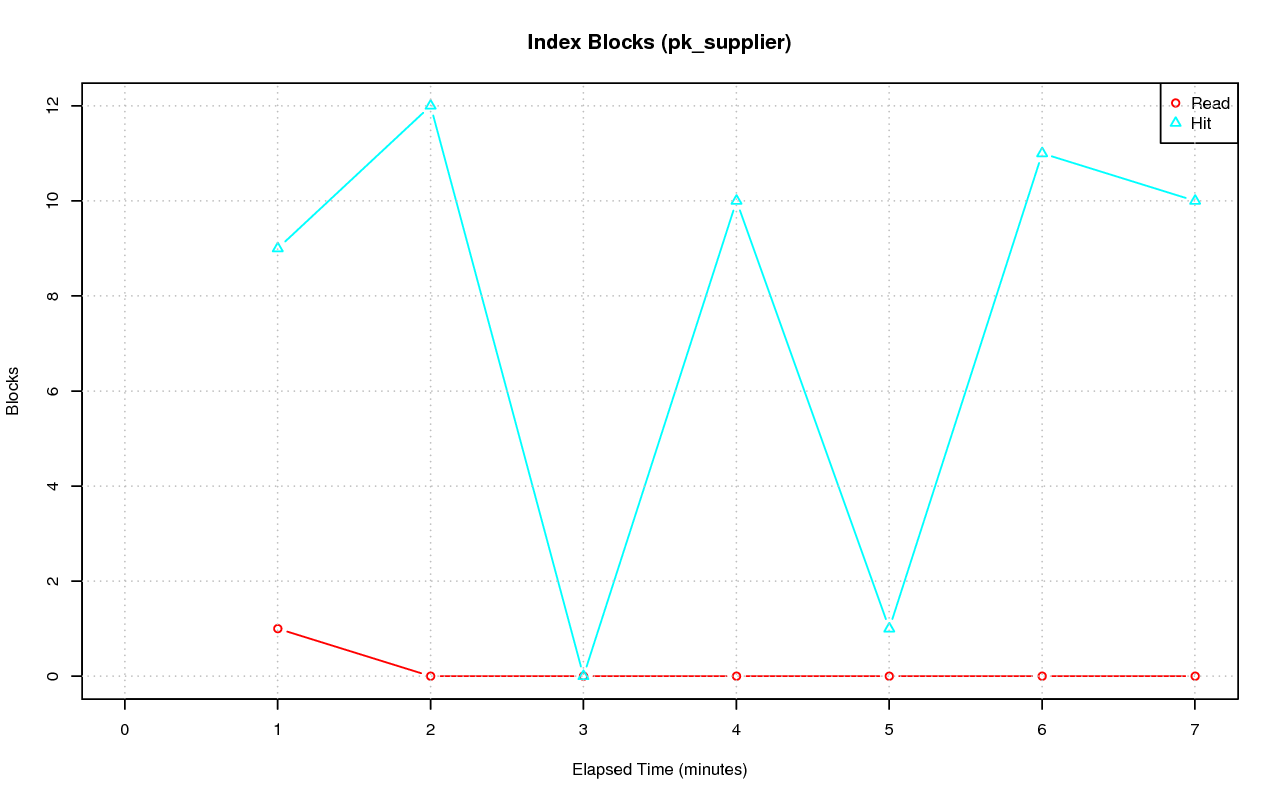 Index Blocks (pk_supplier)
Read
Hit
12
10
8
6
4
2
0
Blocks
0 1 2 3 4 5 6 7
Elapsed Time (minutes)